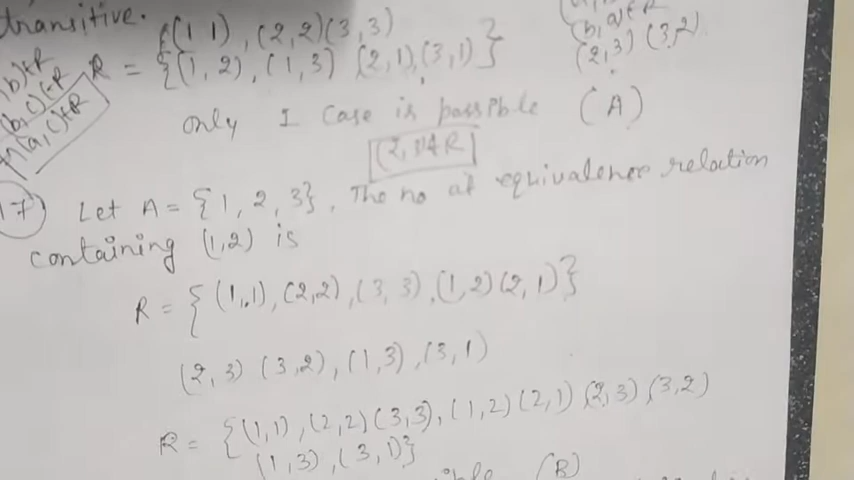 transitive.
{(1 1), (2,2)(3,3)
R = {(1,2), (1,3) (2,1),(3,1)}
(b,a)∈R
(2,3) (3,2)
b)∈R
(b,c)∈R
(a,c)∈R
only 1 case is possible (A)
17) Let A = {1, 2, 3}. The no of equivalence relation
containing (1,2) is
R = {(1,1), (2,2), (3,3), (1,2)(2,1)}
(2,3) (3,2), (1,3), (3,1)
R = {(1,1), (2,2)(3,3), (1,2)(2,1) (2,3) (3,2)
(1,3), (3,1)}
(B)